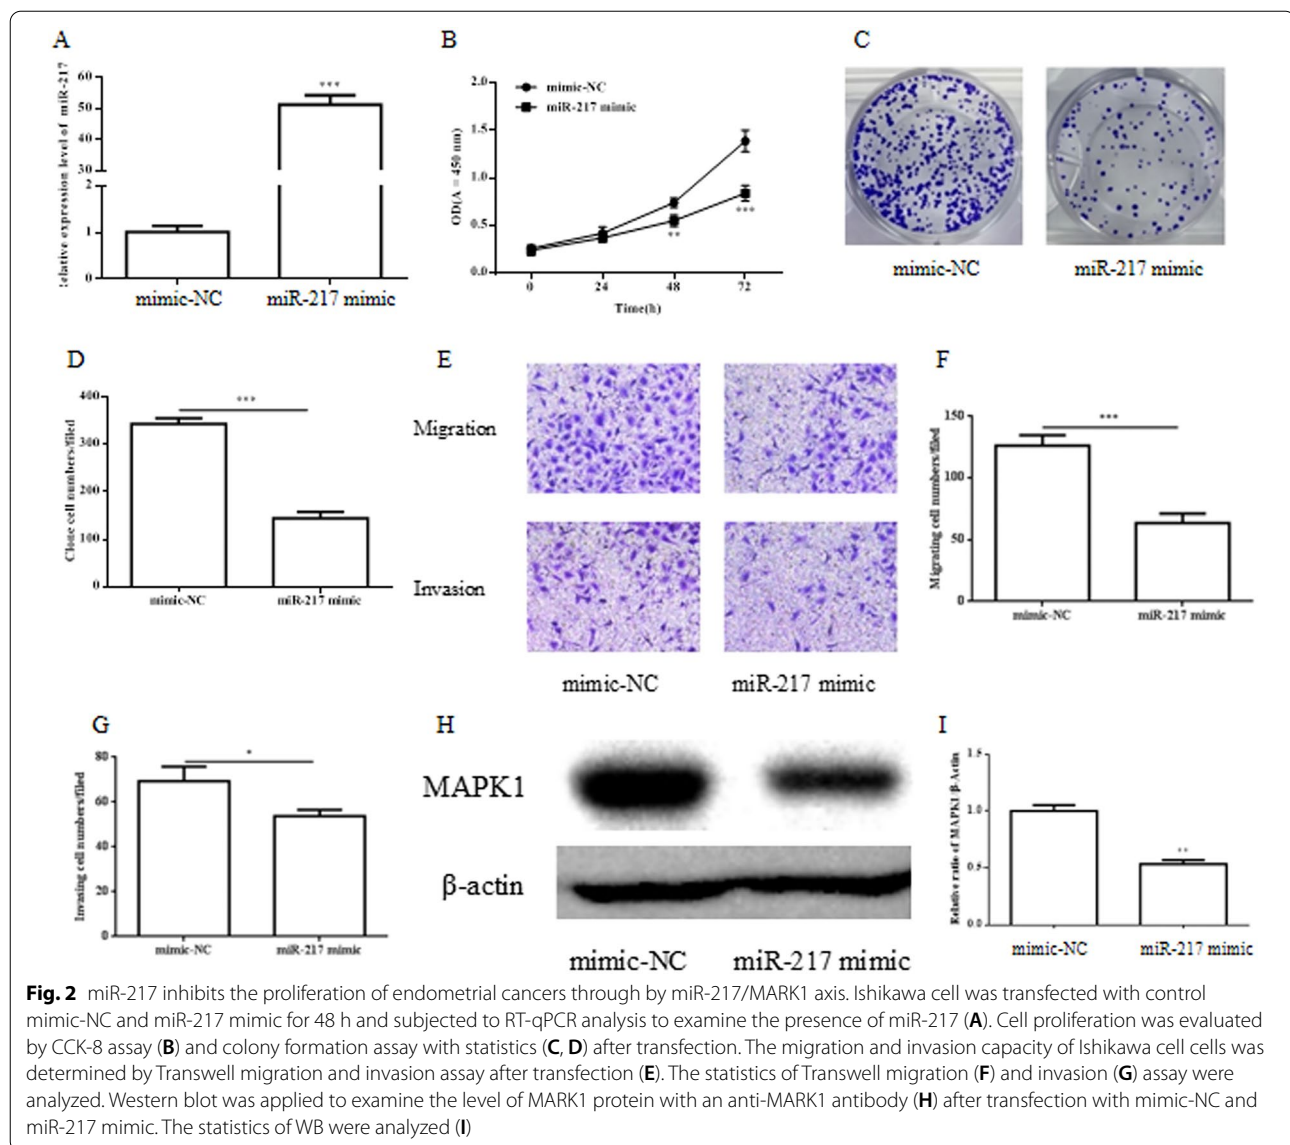 A
Relative expression level of miR-217
60
50
40
30
2
1
0
***
mimic-NC
miR-217 mimic
B
OD(A = 450 nm)
2.0
1.5
1.0
0.5
0.0
mimic-NC
miR-217 mimic
**
***
0
24
48
72
Time(h)
C
mimic-NC
miR-217 mimic
D
Clone cell numbers/filed
400
300
200
100
0
***
mimic-NC
miR-217 mimic
E
Migration
Invasion
mimic-NC
miR-217 mimic
F
Migrating cell numbers/filed
150
100
50
0
***
mimic-NC
miR-217 mimic
G
Invasing cell numbers/filed
80
60
40
20
0
*
mimic-NC
miR-217 mimic
H
MAPK1
β-actin
mimic-NC
miR-217 mimic
I
Relative ratio of MAPK1/β-Actin
1.5
1.0
0.5
0.0
**
mimic-NC
miR-217 mimic
Fig. 2 miR-217 inhibits the proliferation of endometrial cancers through by miR-217/MARK1 axis. Ishikawa cell was transfected with control
mimic-NC and miR-217 mimic for 48 h and subjected to RT-qPCR analysis to examine the presence of miR-217 (A). Cell proliferation was evaluated
by CCK-8 assay (B) and colony formation assay with statistics (C, D) after transfection. The migration and invasion capacity of Ishikawa cell cells was
determined by Transwell migration and invasion assay after transfection (E). The statistics of Transwell migration (F) and invasion (G) assay were
analyzed. Western blot was applied to examine the level of MARK1 protein with an anti-MARK1 antibody (H) after transfection with mimic-NC and
miR-217 mimic. The statistics of WB were analyzed (I)